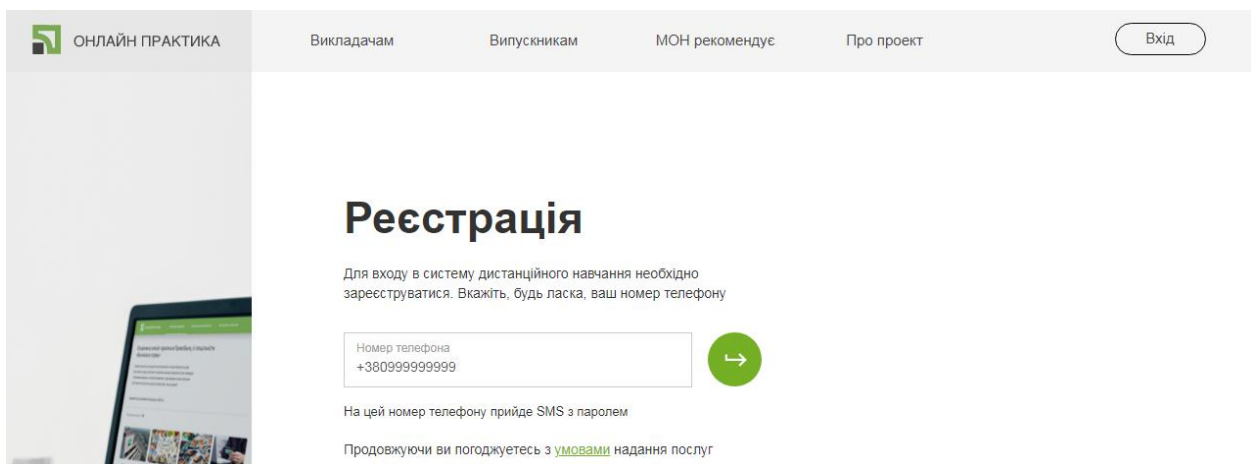 ОНЛАЙН ПРАКТИКА
Викладачам
Випускникам
МОН рекомендує
Про проект
Вхід
Реєстрація
Для входу в систему дистанційного навчання необхідно
зареєструватися. Вкажіть, будь ласка, ваш номер телефону
Номер телефона
+380999999999
На цей номер телефону прийде SMS з паролем
Продовжуючи ви погоджуєтесь з умовами надання послуг